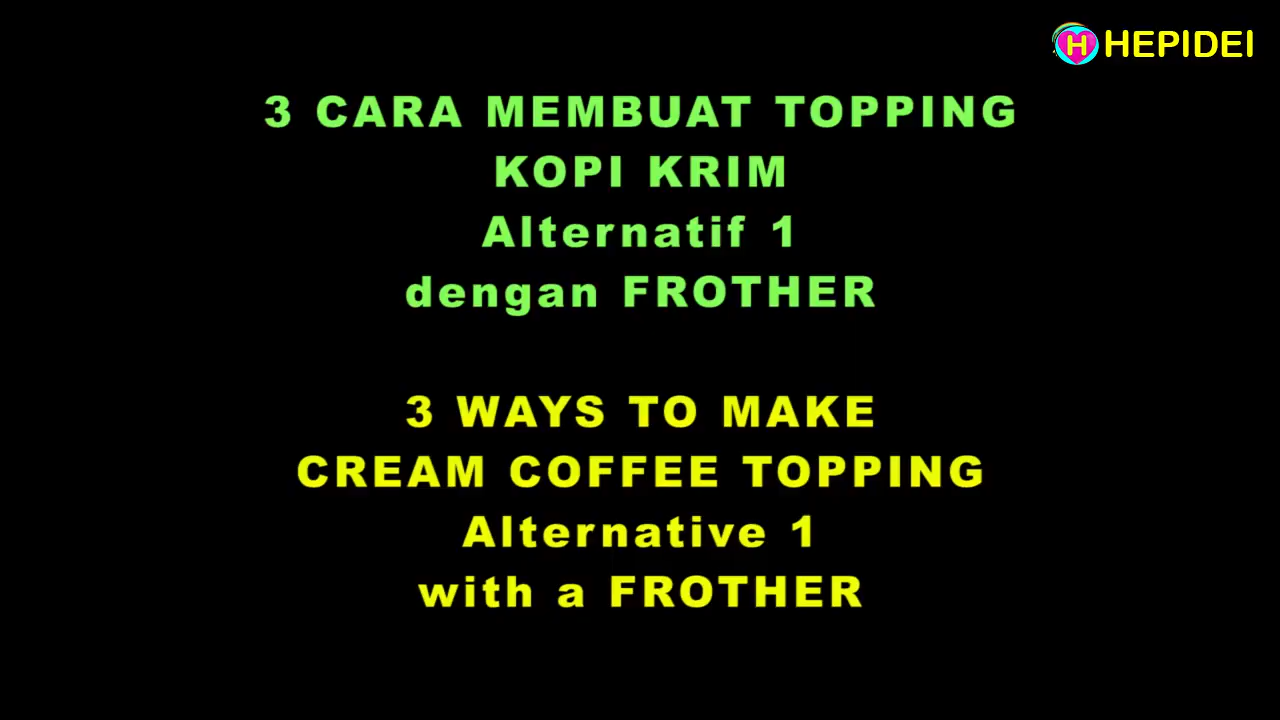 HEPIDEI
3 CARA MEMBUAT TOPPING
KOPI KRIM
Alternatif 1
dengan FROTHER
3 WAYS TO MAKE
CREAM COFFEE TOPPING
Alternative 1
with a FROTHER